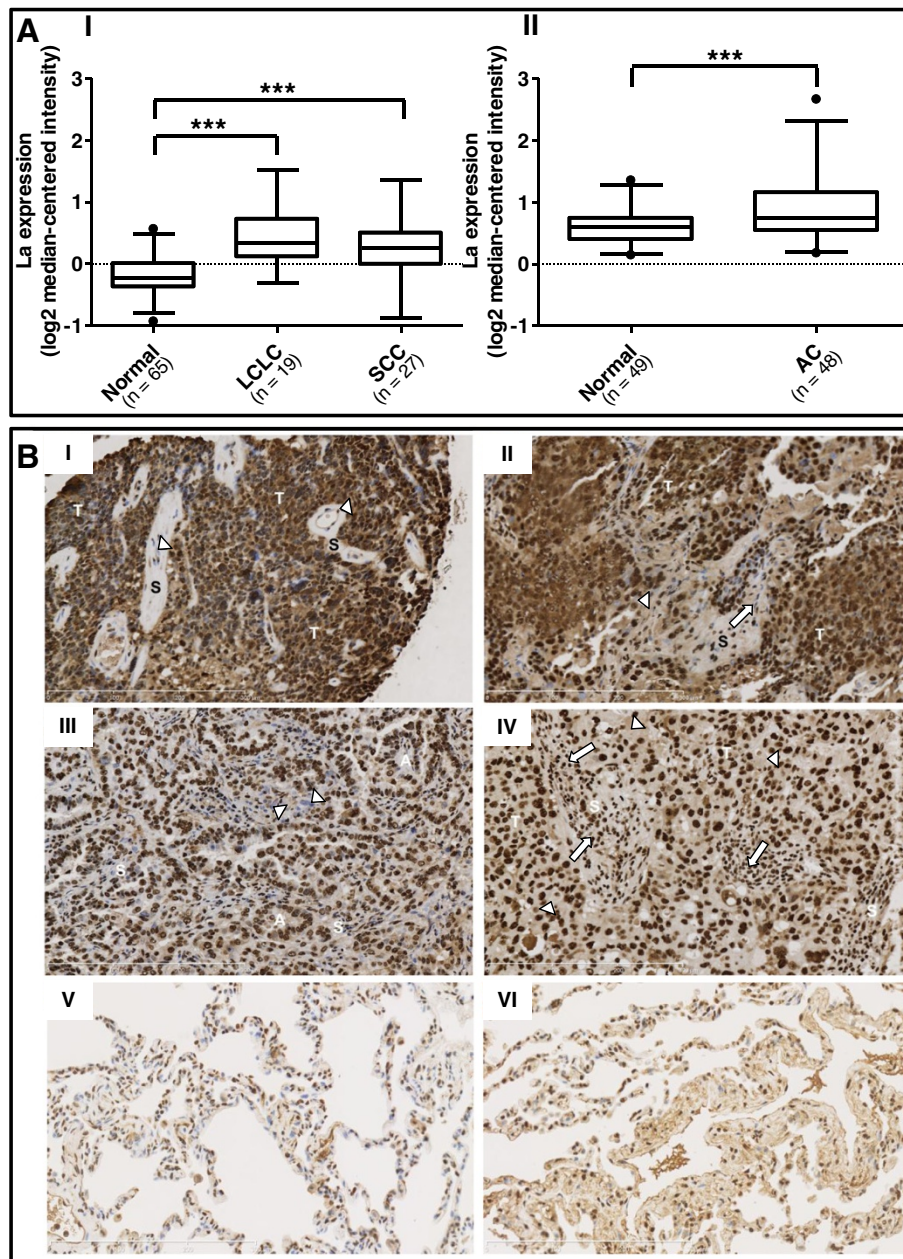 A
I
II
***
***
***
La expression
(log2 median-centered intensity)
3
2
1
0
-1
Normal
(n = 65)
LCLC
(n = 19)
SCC
(n = 27)
La expression
(log2 median-centered intensity)
3
2
1
0
-1
Normal
(n = 49)
AC
(n = 48)
B
I
T
T
S
S
T
II
T
S
T
III
A
S
A
S
IV
T
S
T
S
V
VI